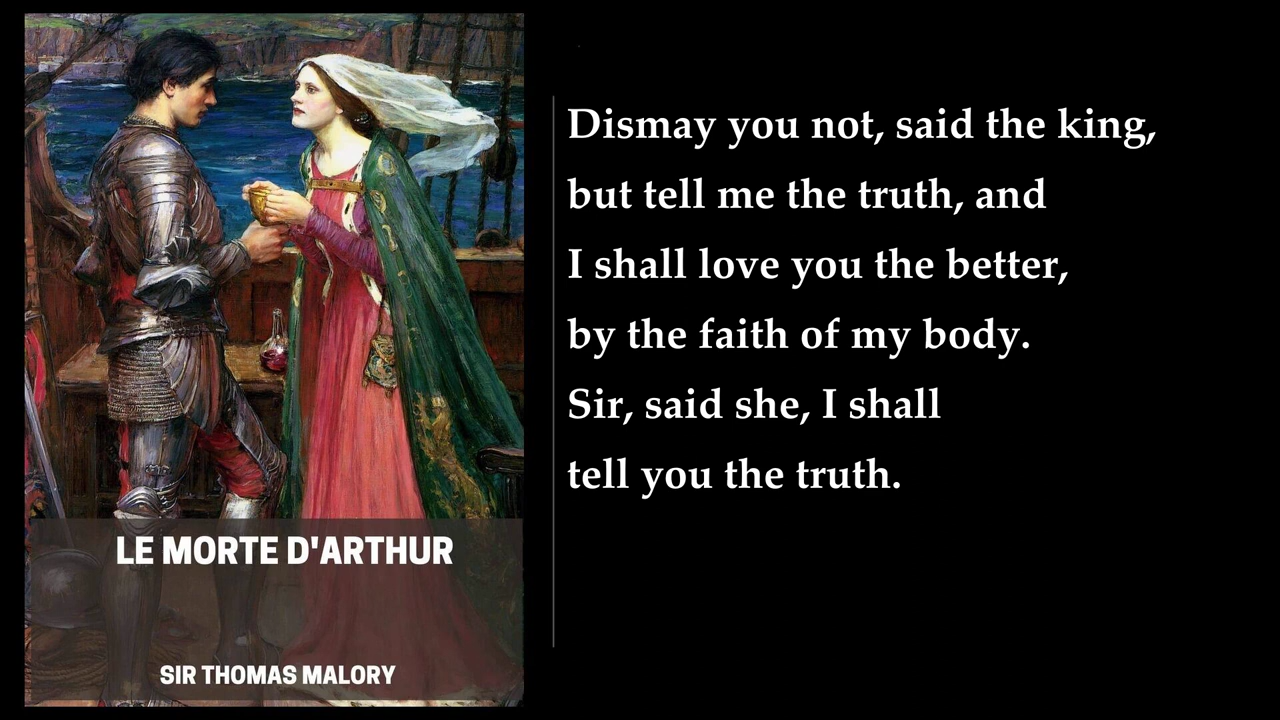 LE MORTE D'ARTHUR
SIR THOMAS MALORY
Dismay you not, said the king,
but tell me the truth, and
I shall love you the better,
by the faith of my body.
Sir, said she, I shall
tell you the truth.